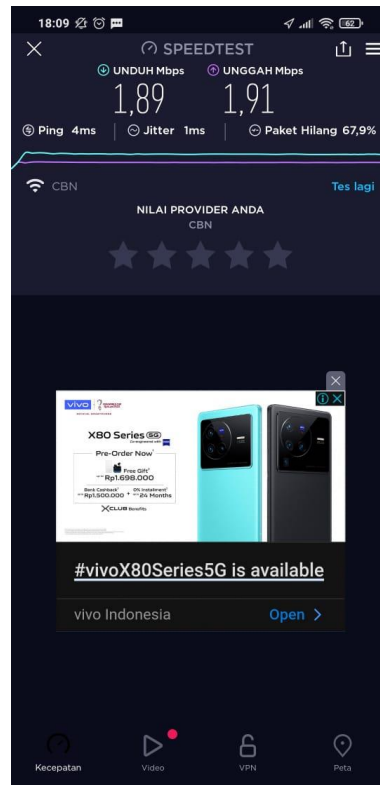 18:09
62
SPEEDTEST
UNDUH Mbps
UNGGAH Mbps
1,89
1,91
Ping 4ms
Jitter 1ms
Paket Hilang 67,9%
CBN
Tes lagi
NILAI PROVIDER ANDA
CBN
vivo
X80 Series 5G
Co-engineered with
Pre-Order Now
Free Gift
Rp1.698.000
Bank Cashback
Rp1.500.000
+
0% Installment
24 Months
XCLUB Benefits
#vivoX80Series5G is available
vivo Indonesia
Open
Kecepatan
Video
VPN
Peta